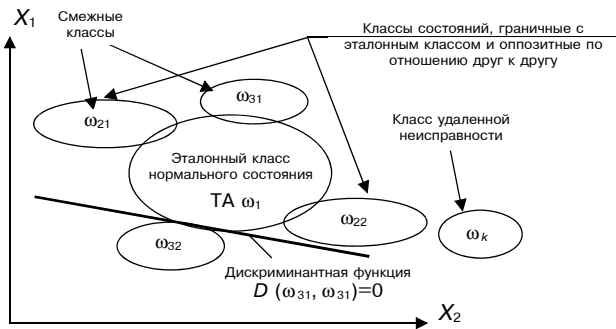 X₁
Смежные
классы
Классы состояний, граничные с
эталонным классом и оппозитные по
отношению друг к другу
ω₃₁
ω₂₁
Класс удаленной
неисправности
Эталонный класс
нормального состояния
ТА ω₁
ω₂₂
ωₖ
ω₃₂
Дискриминантная функция
D (ω₃₁, ω₃₁)=0
X₂